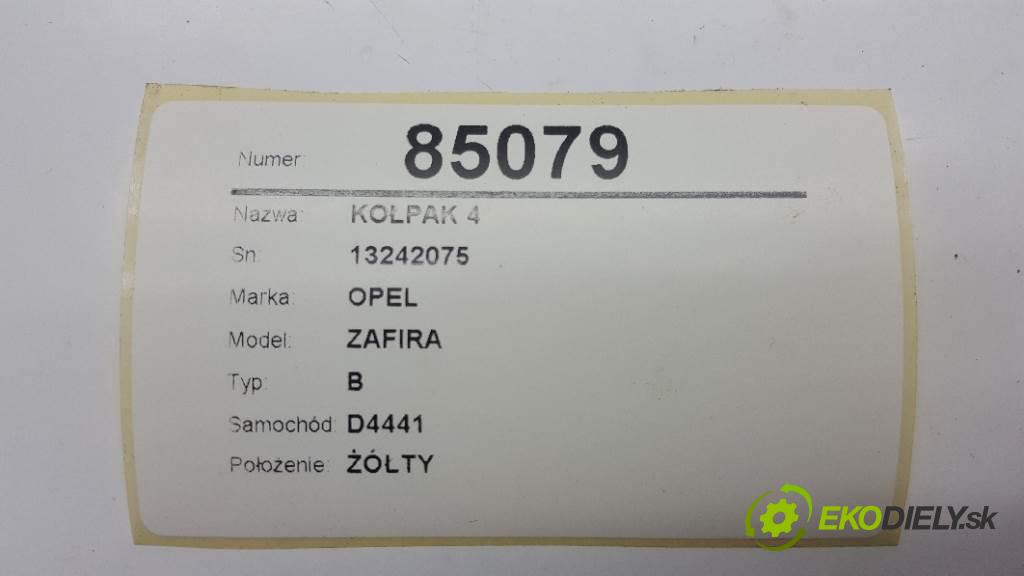 Numer: 85079
Nazwa: KOŁPAK 4
Sn: 13242075
Marka: OPEL
Model: ZAFIRA
Typ: B
Samochód: D4441
Położenie: ŻÓŁTY
EKODIELY.sk